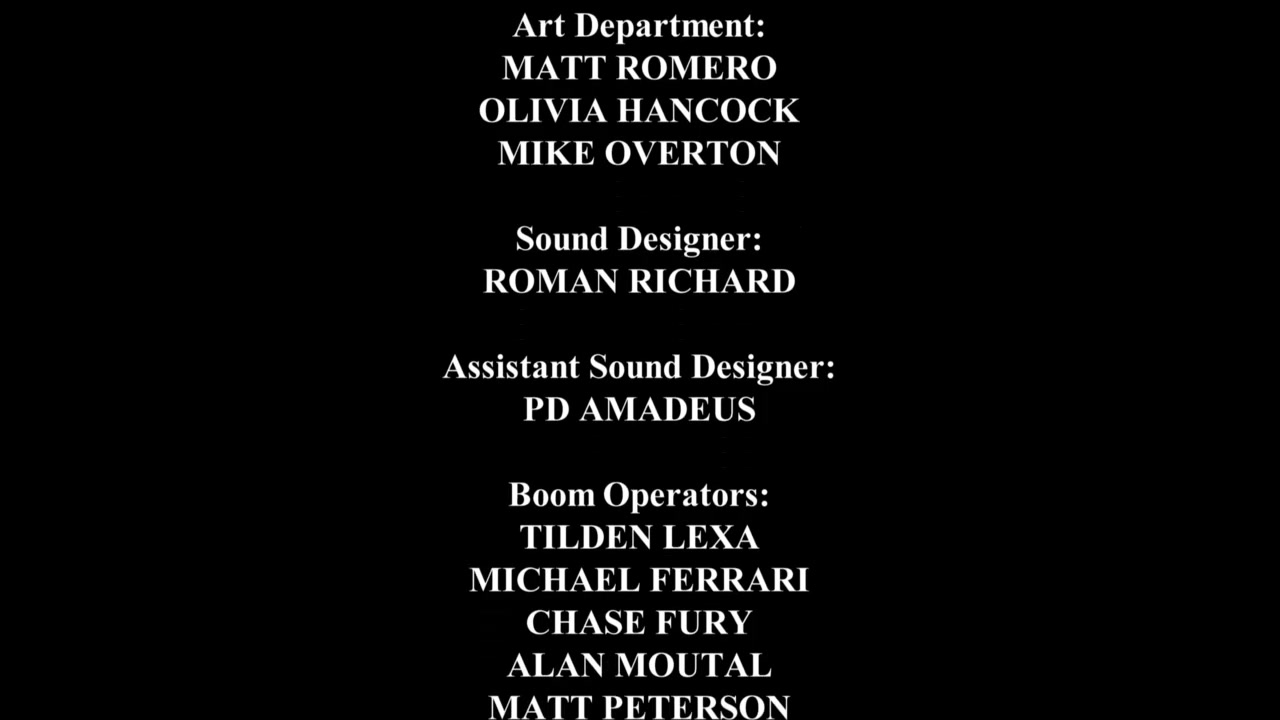 Art Department:
MATT ROMERO
OLIVIA HANCOCK
MIKE OVERTON
Sound Designer:
ROMAN RICHARD
Assistant Sound Designer:
PD AMADEUS
Boom Operators:
TILDEN LEXA
MICHAEL FERRARI
CHASE FURY
ALAN MOUTAL
MATT PETERSON